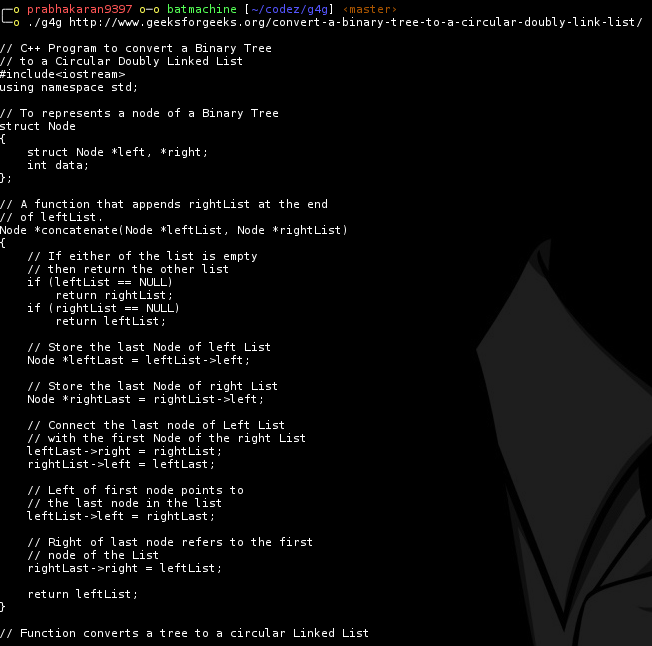 ╭─o prabhakaran9397 o─o batmachine [~/codez/g4g] ‹master›
╰─o ./g4g http://www.geeksforgeeks.org/convert-a-binary-tree-to-a-circular-doubly-link-list/
// C++ Program to convert a Binary Tree
// to a Circular Doubly Linked List
#include<iostream>
using namespace std;
// To represents a node of a Binary Tree
struct Node
{
    struct Node *left, *right;
    int data;
};
// A function that appends rightList at the end
// of leftList.
Node *concatenate(Node *leftList, Node *rightList)
{
    // If either of the list is empty
    // then return the other list
    if (leftList == NULL)
        return rightList;
    if (rightList == NULL)
        return leftList;
    // Store the last Node of left List
    Node *leftLast = leftList->left;
    // Store the last Node of right List
    Node *rightLast = rightList->left;
    // Connect the last node of Left List
    // with the first Node of the right List
    leftLast->right = rightList;
    rightList->left = leftLast;
    // Left of first node points to
    // the last node in the list
    leftList->left = rightLast;
    // Right of last node refers to the first
    // node of the List
    rightLast->right = leftList;
    return leftList;
}
// Function converts a tree to a circular Linked List